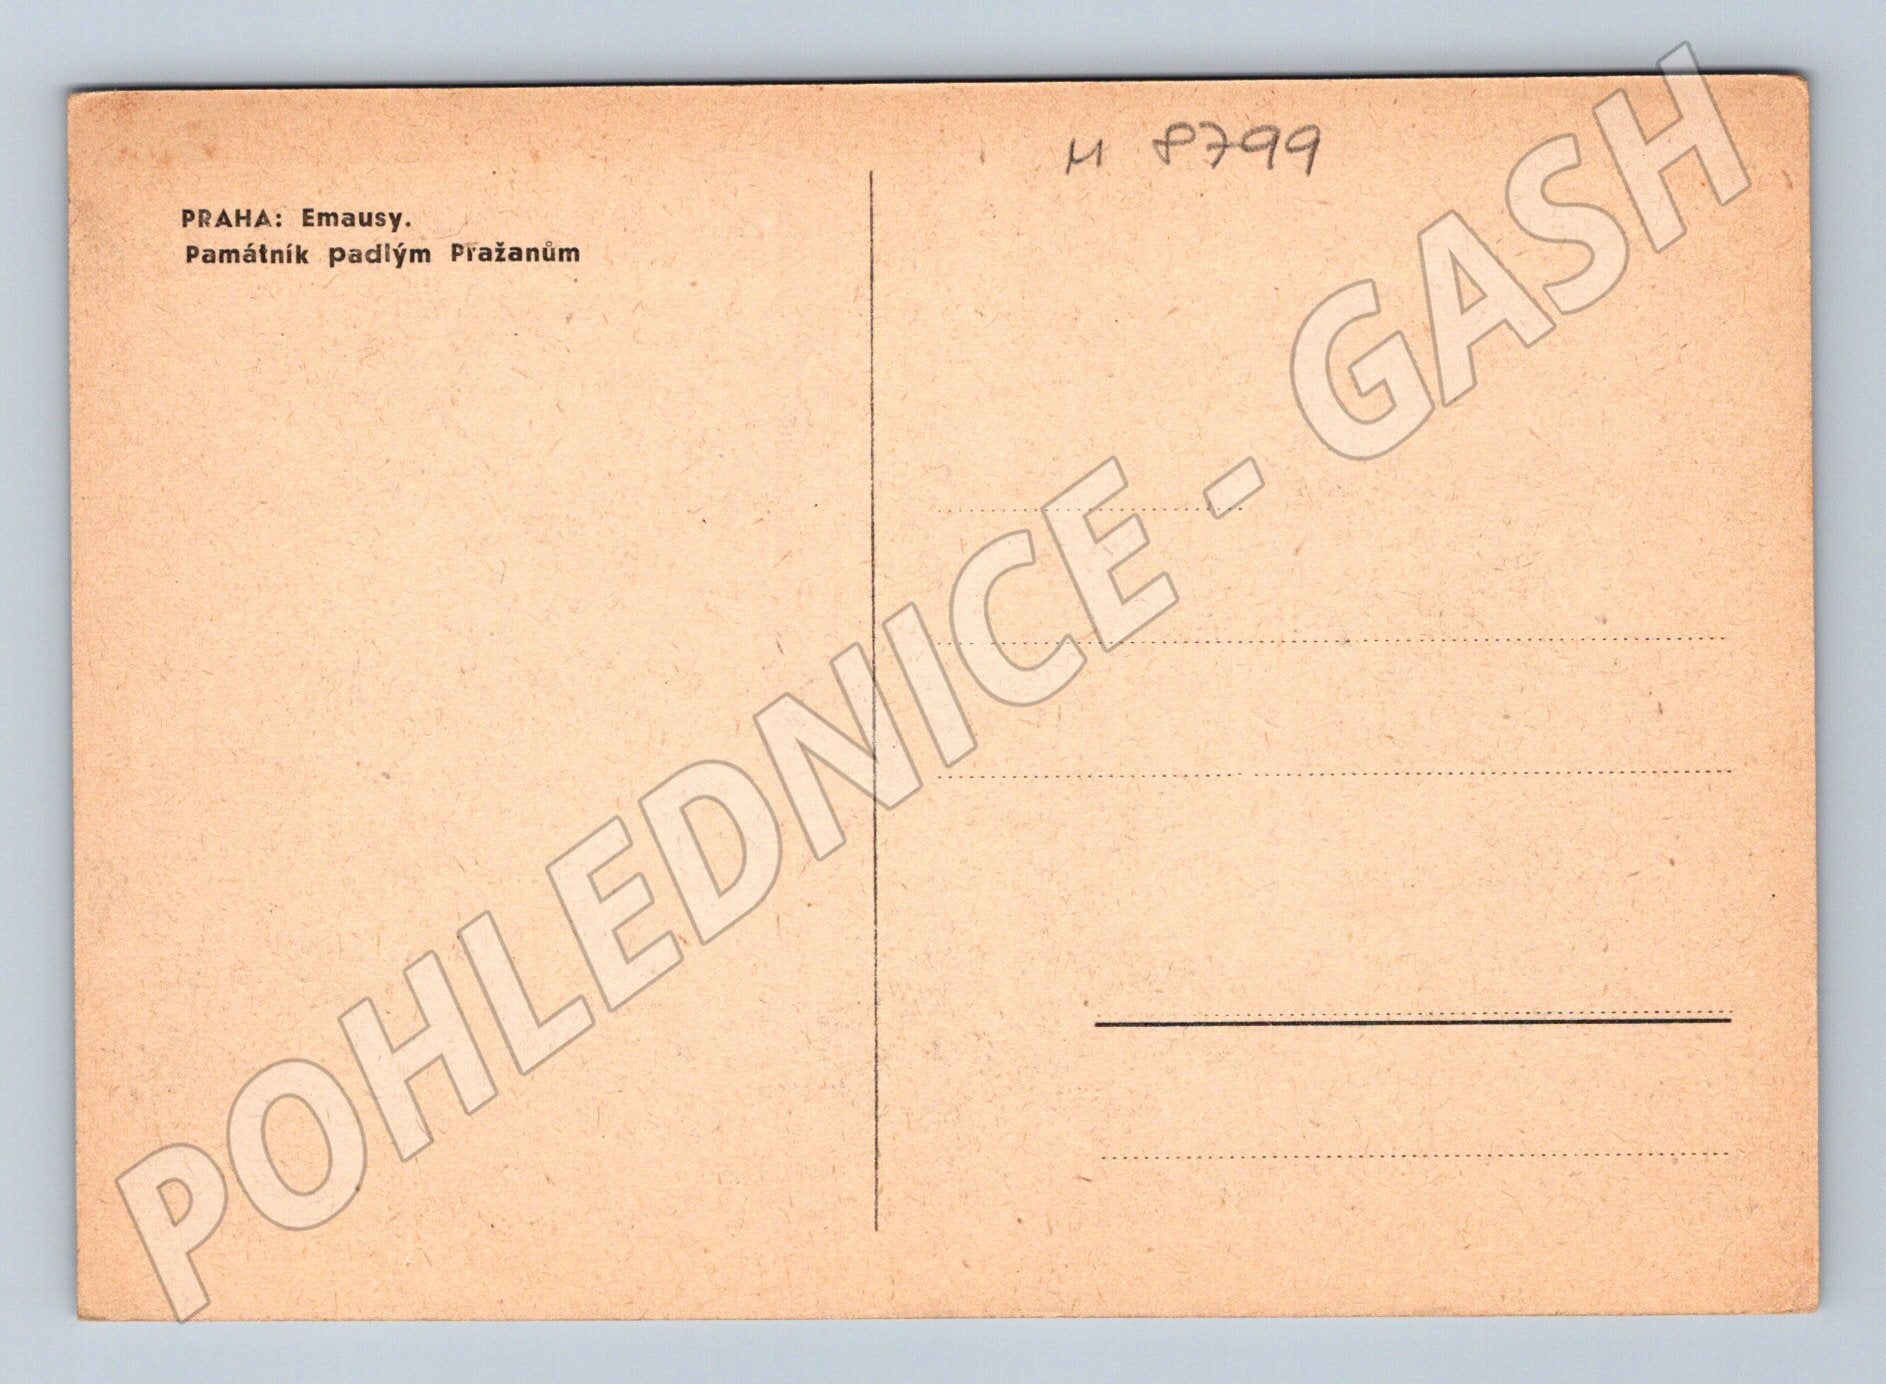 M 8799
PRAHA: Emausy.
Památník padlým Pražanům
POHLEDNICE - GASH